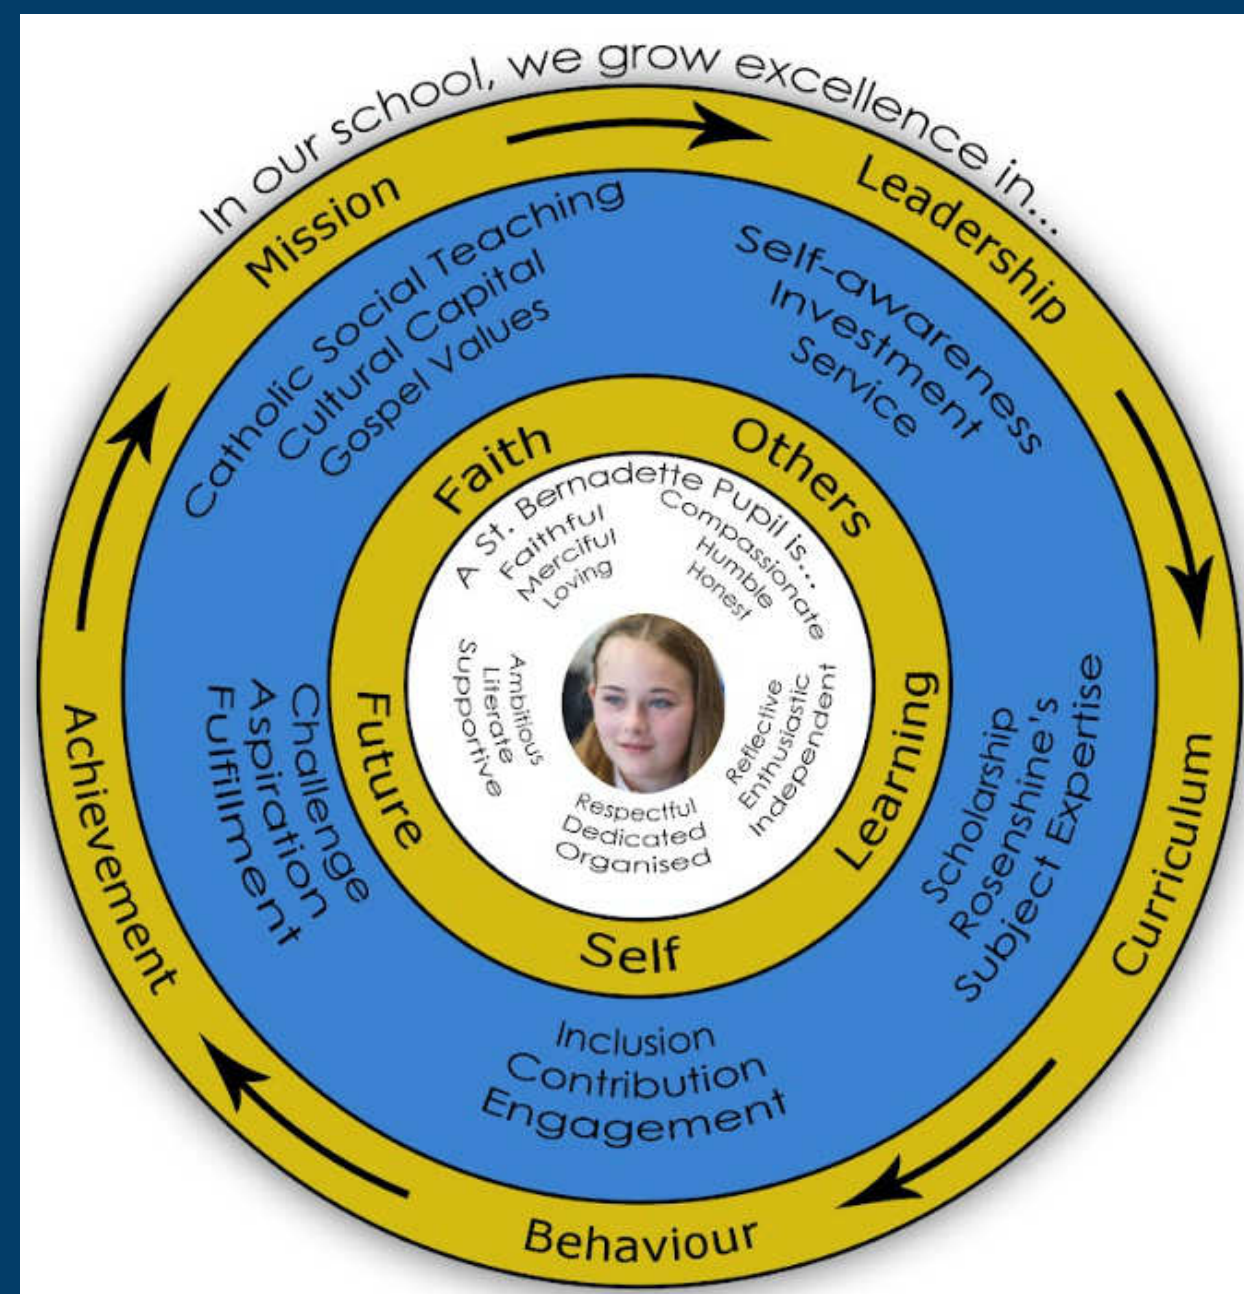 In our school, we grow excellence in...
Mission
Leadership
Curriculum
Behaviour
Achievement
Catholic Social Teaching
Cultural Capital
Gospel Values
Self-awareness
Investment
Service
Scholarship
Rosenshine's
Subject Expertise
Inclusion
Contribution
Engagement
Challenge
Aspiration
Fulfillment
Faith
Others
Learning
Self
Future
A St. Bernadette Pupil is...
Faithful
Merciful
Loving
Compassionate
Humble
Honest
Reflective
Enthusiastic
Independent
Respectful
Dedicated
Organised
Ambitious
Literate
Supportive